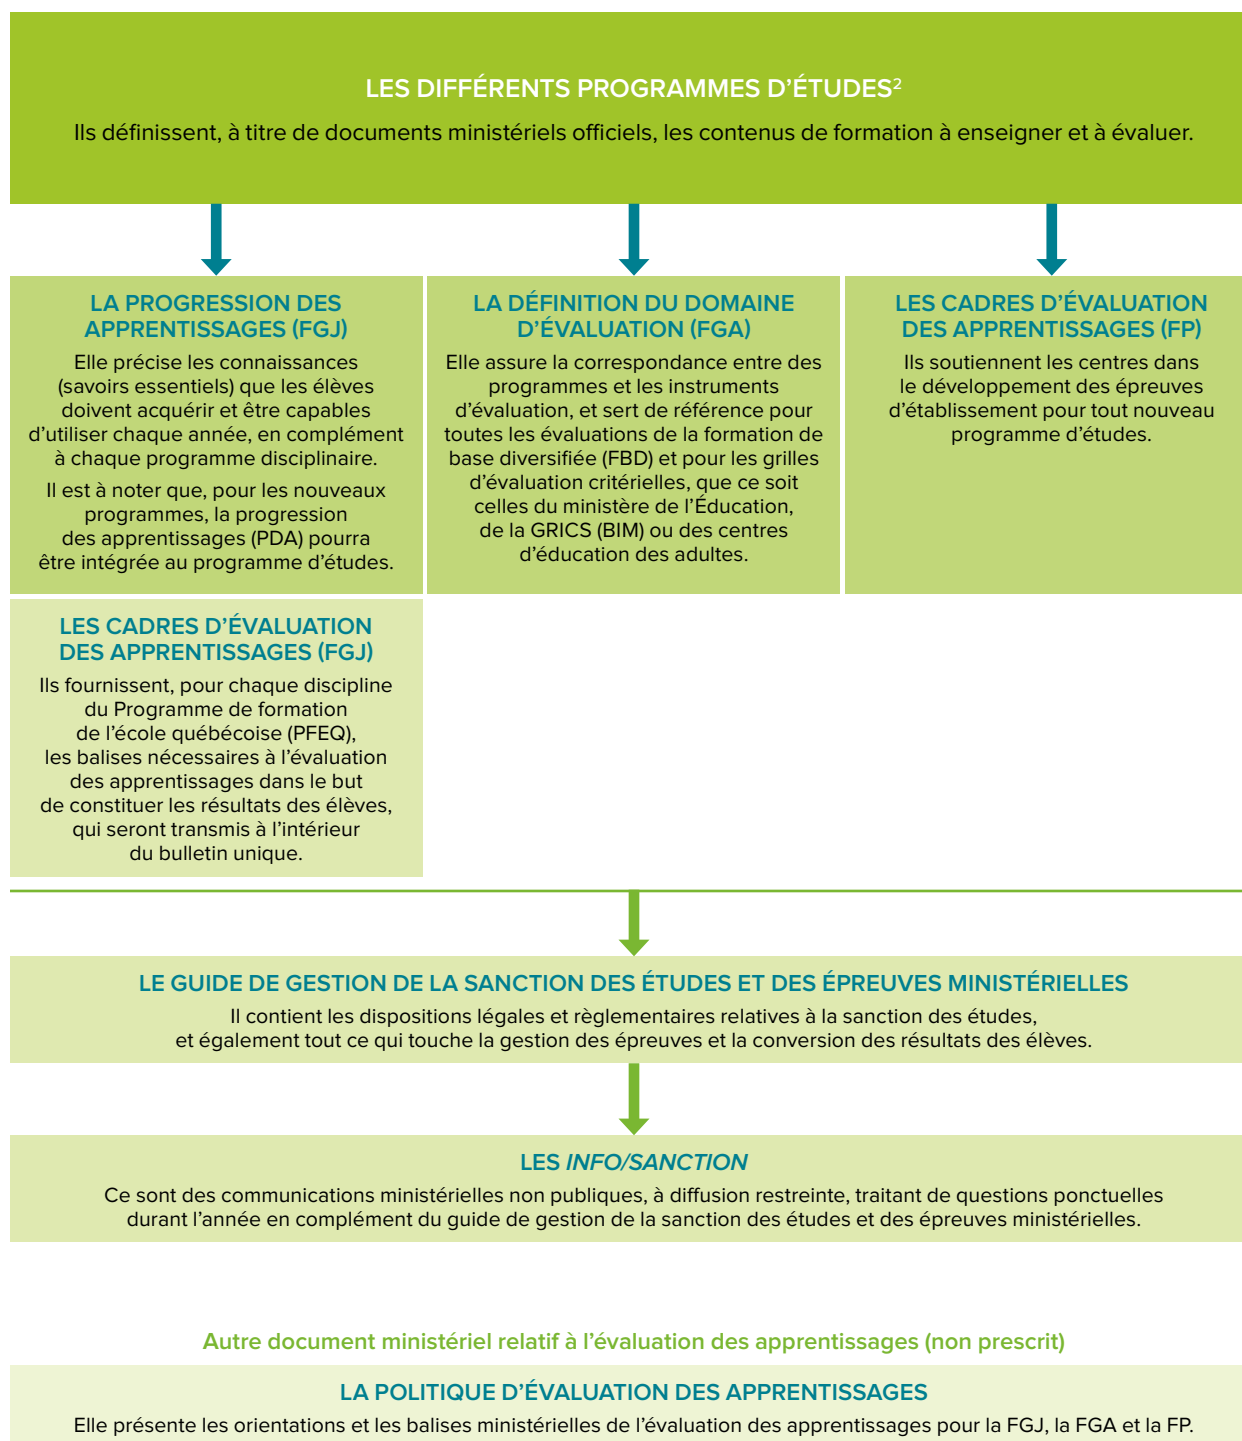 LES DIFFÉRENTS PROGRAMMES D’ÉTUDES²
Ils définissent, à titre de documents ministériels officiels, les contenus de formation à enseigner et à évaluer.
LA PROGRESSION DES
APPRENTISSAGES (FGJ)
Elle précise les connaissances
(savoirs essentiels) que les élèves
doivent acquérir et être capables
d’utiliser chaque année, en complément
à chaque programme disciplinaire.
Il est à noter que, pour les nouveaux
programmes, la progression
des apprentissages (PDA) pourra
être intégrée au programme d’études.
LA DÉFINITION DU DOMAINE
D’ÉVALUATION (FGA)
Elle assure la correspondance entre des
programmes et les instruments
d’évaluation, et sert de référence pour
toutes les évaluations de la formation de
base diversifiée (FBD) et pour les grilles
d’évaluation critérielles, que ce soit
celles du ministère de l’Éducation,
de la GRICS (BIM) ou des centres
d’éducation des adultes.
LES CADRES D’ÉVALUATION
DES APPRENTISSAGES (FP)
Ils soutiennent les centres dans
le développement des épreuves
d’établissement pour tout nouveau
programme d’études.
LES CADRES D’ÉVALUATION
DES APPRENTISSAGES (FGJ)
Ils fournissent, pour chaque discipline
du Programme de formation
de l’école québécoise (PFEQ),
les balises nécessaires à l’évaluation
des apprentissages dans le but
de constituer les résultats des élèves,
qui seront transmis à l’intérieur
du bulletin unique.
LE GUIDE DE GESTION DE LA SANCTION DES ÉTUDES ET DES ÉPREUVES MINISTÉRIELLES
Il contient les dispositions légales et règlementaires relatives à la sanction des études,
et également tout ce qui touche la gestion des épreuves et la conversion des résultats des élèves.
LES INFO/SANCTION
Ce sont des communications ministérielles non publiques, à diffusion restreinte, traitant de questions ponctuelles
durant l’année en complément du guide de gestion de la sanction des études et des épreuves ministérielles.
Autre document ministériel relatif à l’évaluation des apprentissages (non prescrit)
LA POLITIQUE D’ÉVALUATION DES APPRENTISSAGES
Elle présente les orientations et les balises ministérielles de l’évaluation des apprentissages pour la FGJ, la FGA et la FP.